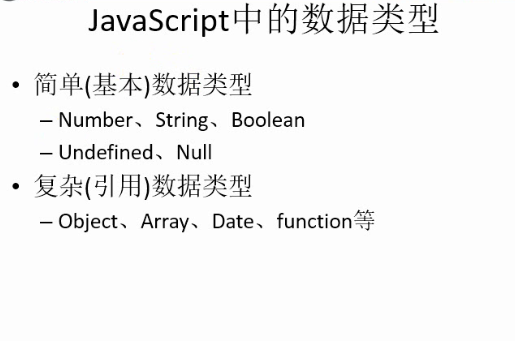 JavaScript中的数据类型
• 简单(基本)数据类型
– Number、String、Boolean
– Undefined、Null
• 复杂(引用)数据类型
– Object、Array、Date、function等